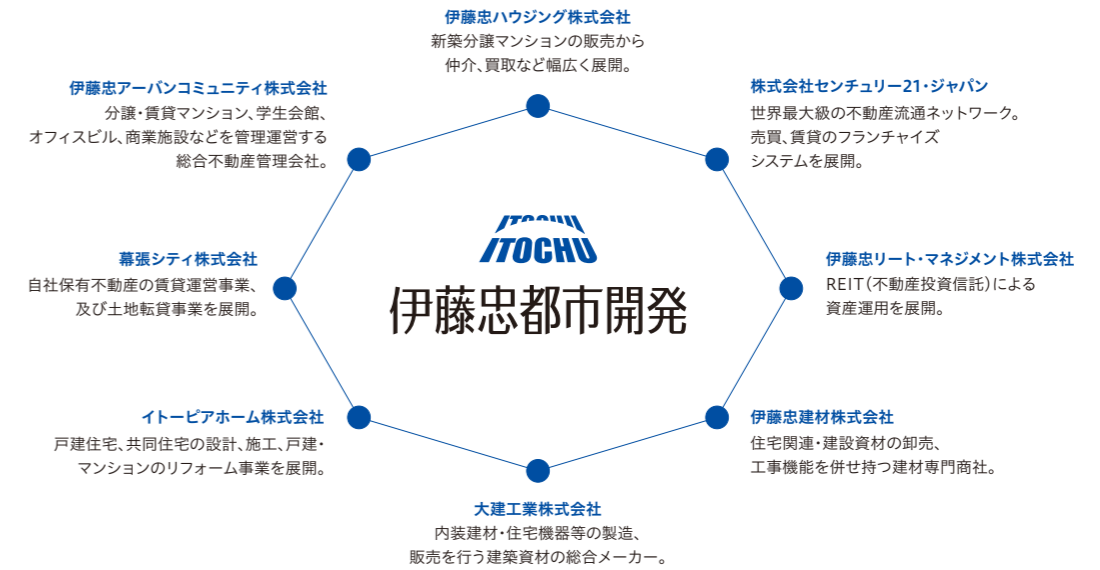 伊藤忠ハウジング株式会社
新築分譲マンションの販売から
仲介、買取など幅広く展開。
株式会社センチュリー21・ジャパン
世界最大級の不動産流通ネットワーク。
売買、賃貸のフランチャイズ
システムを展開。
伊藤忠リート・マネジメント株式会社
REIT(不動産投資信託)による
資産運用を展開。
伊藤忠建材株式会社
住宅関連・建設資材の卸売、
工事機能を併せ持つ建材専門商社。
大建工業株式会社
内装建材・住宅機器等の製造、
販売を行う建築資材の総合メーカー。
イトーピアホーム株式会社
戸建住宅、共同住宅の設計、施工、戸建・
マンションのリフォーム事業を展開。
幕張シティ株式会社
自社保有不動産の賃貸運営事業、
及び土地転貸事業を展開。
伊藤忠アーバンコミュニティ株式会社
分譲・賃貸マンション、学生会館、
オフィスビル、商業施設などを管理運営する
総合不動産管理会社。
ITOCHU
ITOCHU
伊藤忠都市開発